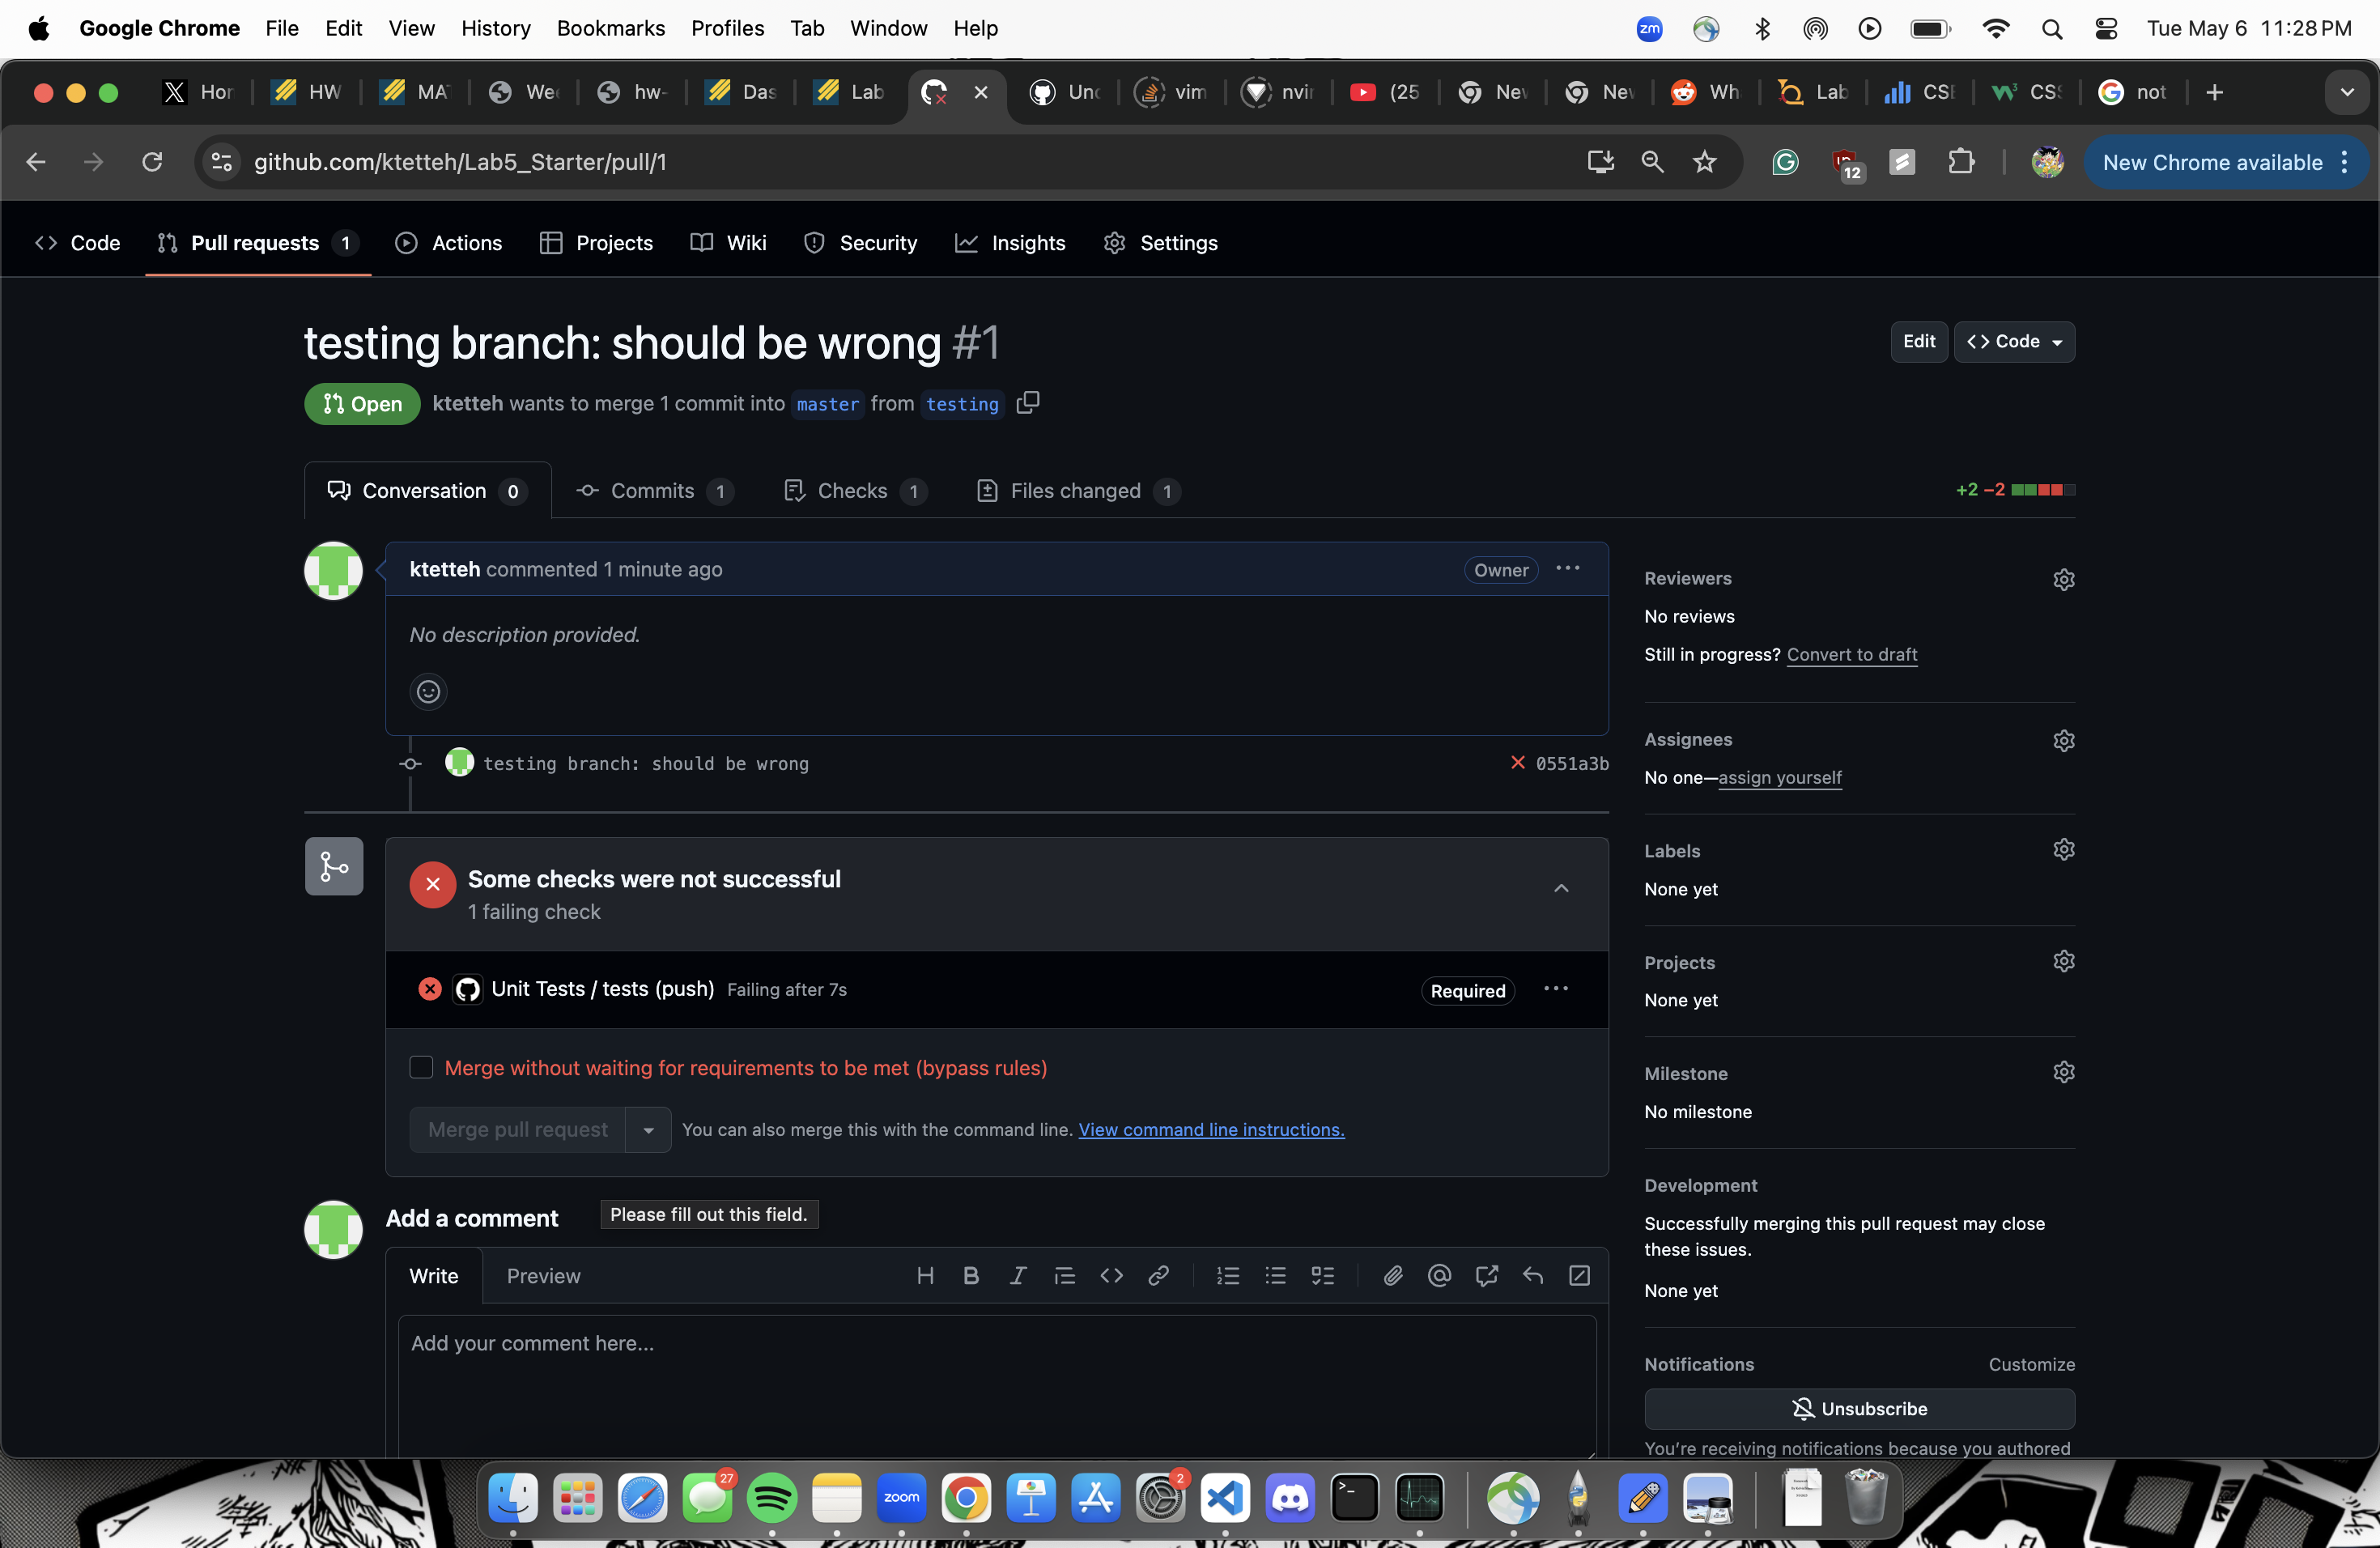 Google Chrome File Edit View History Bookmarks Profiles Tab Window Help zm Tue May 6 11:28 PM
Hor HW MA Wee hw- Das Lab Unc vim nvin (25 Nev Nev Wh Lab CSE CSS not
github.com/ktetteh/Lab5_Starter/pull/1 12 New Chrome available
Code Pull requests 1 Actions Projects Wiki Security Insights Settings
testing branch: should be wrong #1 Edit Code
Open ktetteh wants to merge 1 commit into master from testing
Conversation 0 Commits 1 Checks 1 Files changed 1 +2 −2
ktetteh commented 1 minute ago Owner
No description provided.
testing branch: should be wrong 0551a3b
Some checks were not successful
1 failing check
Unit Tests / tests (push) Failing after 7s Required
Merge without waiting for requirements to be met (bypass rules)
Merge pull request You can also merge this with the command line. View command line instructions.
Add a comment Please fill out this field.
Write Preview
Add your comment here...
Reviewers
No reviews
Still in progress? Convert to draft
Assignees
No one—assign yourself
Labels
None yet
Projects
None yet
Milestone
No milestone
Development
Successfully merging this pull request may close
these issues.
None yet
Notifications Customize
Unsubscribe
You're receiving notifications because you authored
27 zoom 2